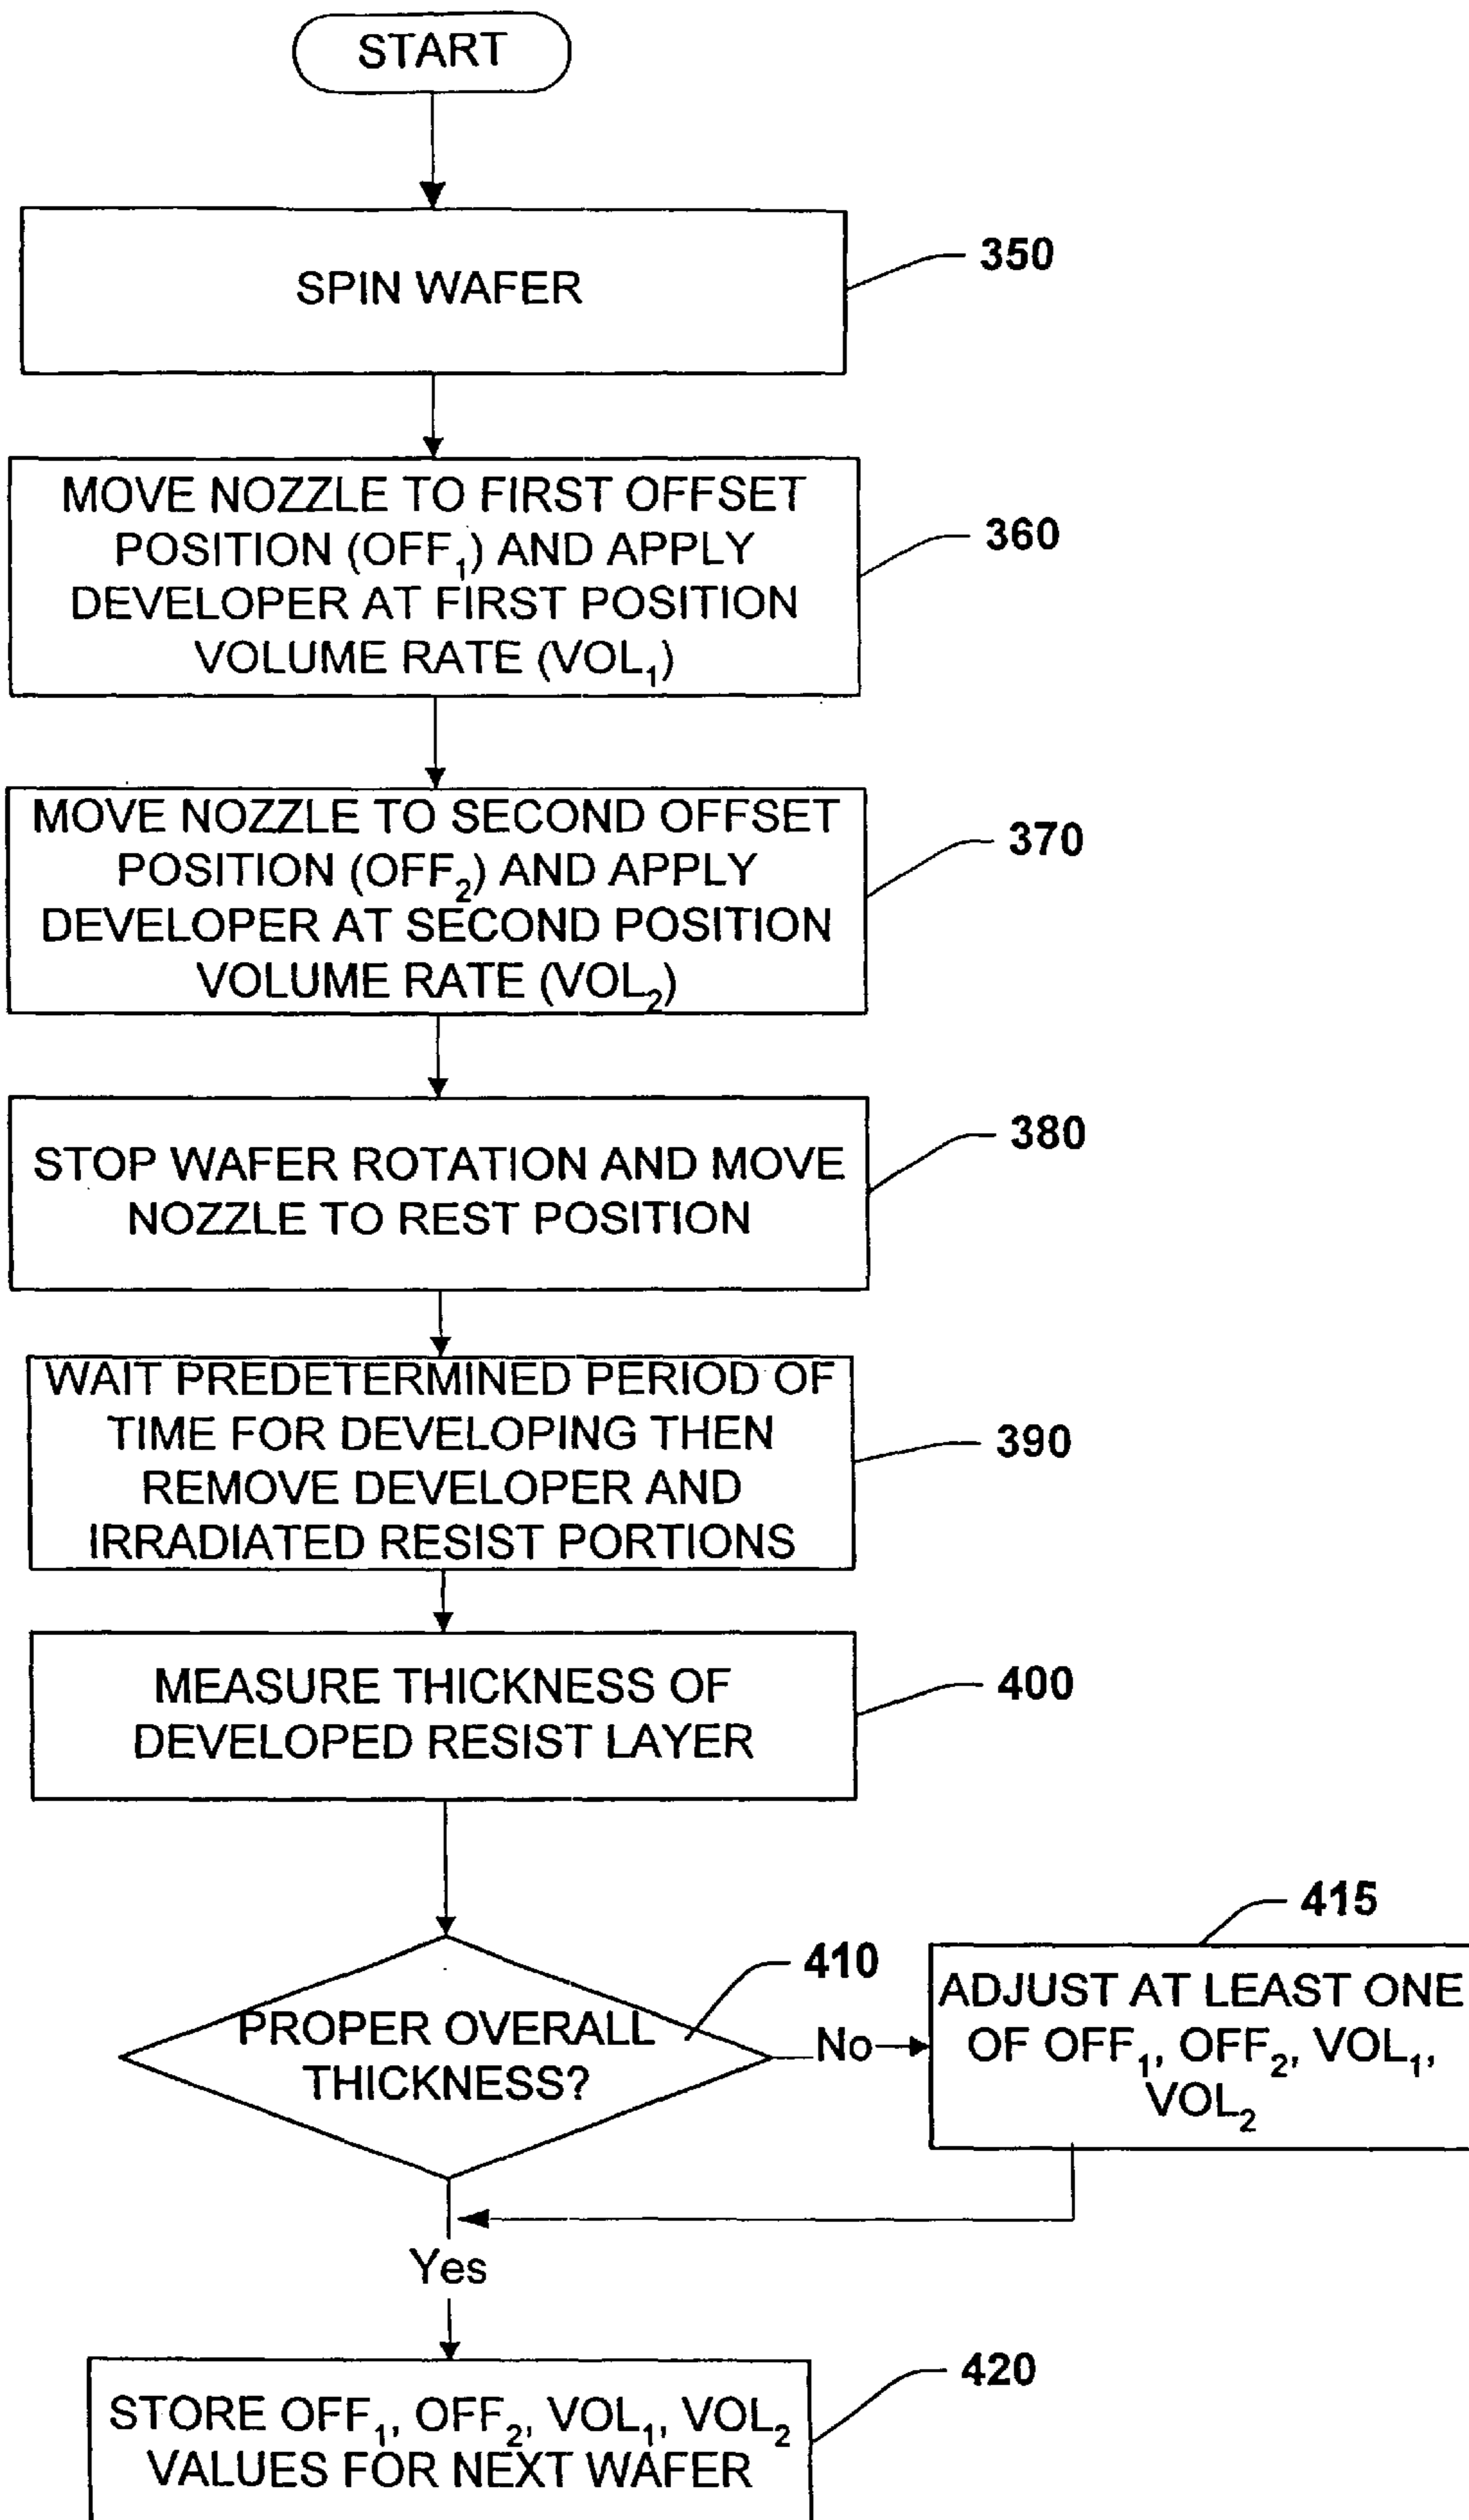 START
SPIN WAFER
350
MOVE NOZZLE TO FIRST OFFSET
POSITION (OFF₁) AND APPLY
DEVELOPER AT FIRST POSITION
VOLUME RATE (VOL₁)
360
MOVE NOZZLE TO SECOND OFFSET
POSITION (OFF₂) AND APPLY
DEVELOPER AT SECOND POSITION
VOLUME RATE (VOL₂)
370
STOP WAFER ROTATION AND MOVE
NOZZLE TO REST POSITION
380
WAIT PREDETERMINED PERIOD OF
TIME FOR DEVELOPING THEN
REMOVE DEVELOPER AND
IRRADIATED RESIST PORTIONS
390
MEASURE THICKNESS OF
DEVELOPED RESIST LAYER
400
PROPER OVERALL
THICKNESS?
410
No
415
ADJUST AT LEAST ONE
OF OFF₁, OFF₂, VOL₁,
VOL₂
Yes
STORE OFF₁, OFF₂, VOL₁, VOL₂
VALUES FOR NEXT WAFER
420